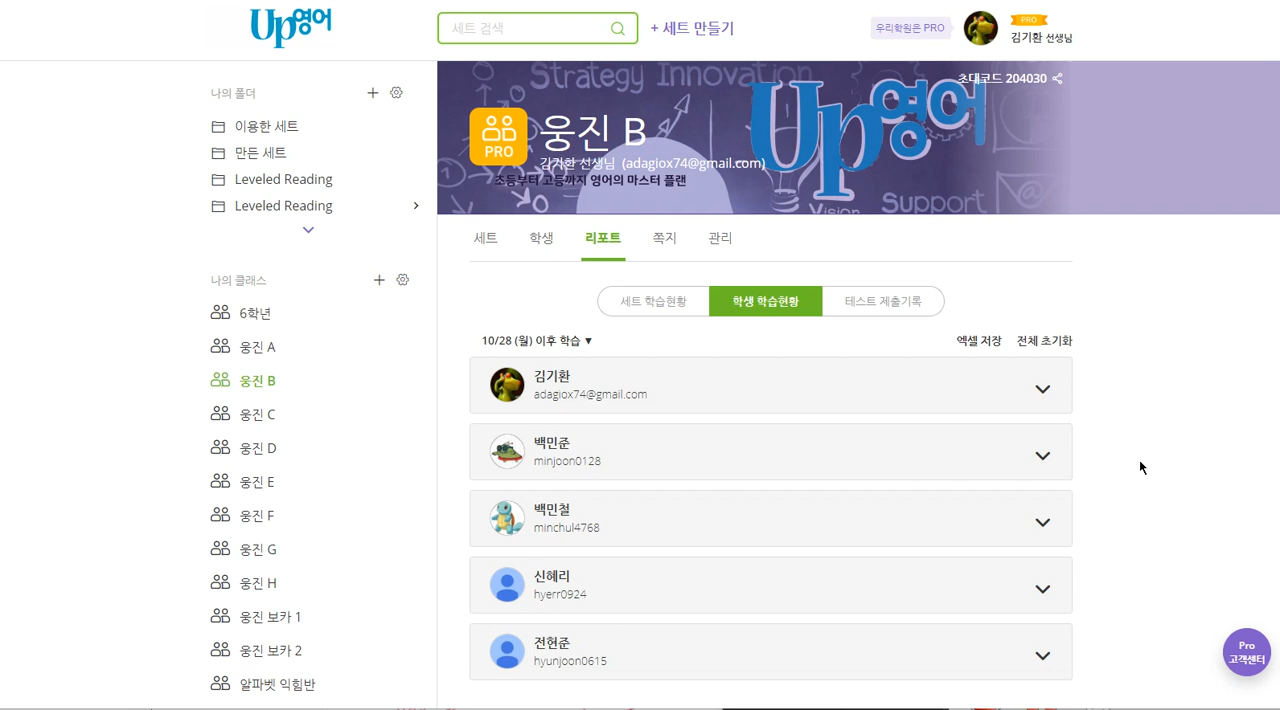 Up영어
세트 검색
+ 세트 만들기
우리학원은 PRO
PRO
김기환 선생님
나의 폴더
이용한 세트
만든 세트
Leveled Reading
Leveled Reading
나의 클래스
6학년
웅진 A
웅진 B
웅진 C
웅진 D
웅진 E
웅진 F
웅진 G
웅진 H
웅진 보카 1
웅진 보카 2
알파벳 익힘반
Strategy Innovation
초대코드 204030
Up영어
PRO
웅진 B
김기환 선생님 (adagiox74@gmail.com)
초등부터 고등까지 영어의 마스터 플랜
Vision
Support
세트 학생 리포트 쪽지 관리
세트 학습현황 학생 학습현황 테스트 제출기록
10/28 (월) 이후 학습 ▼
엑셀 저장 전체 초기화
김기환
adagiox74@gmail.com
백민준
minjoon0128
백민철
minchul4768
신혜리
hyerr0924
전현준
hyunjoon0615
Pro
고객센터